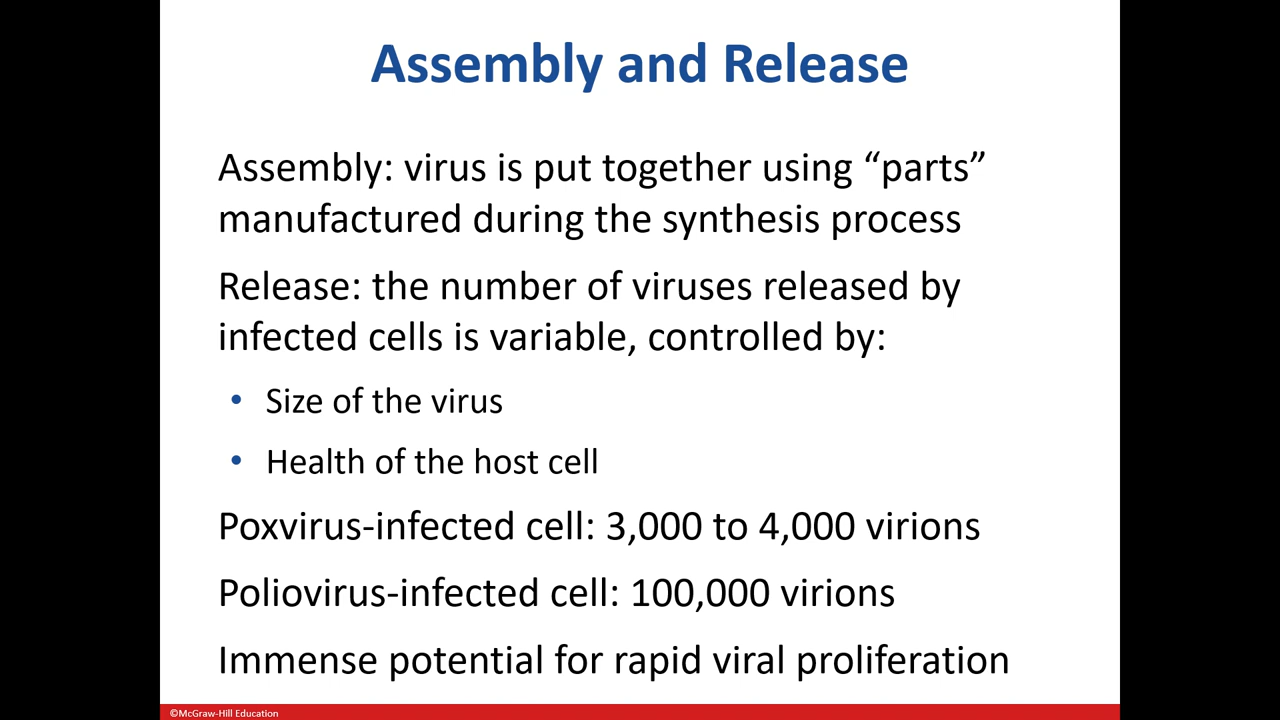 Assembly and Release
Assembly: virus is put together using “parts”
manufactured during the synthesis process
Release: the number of viruses released by
infected cells is variable, controlled by:
• Size of the virus
• Health of the host cell
Poxvirus-infected cell: 3,000 to 4,000 virions
Poliovirus-infected cell: 100,000 virions
Immense potential for rapid viral proliferation
©McGraw-Hill Education